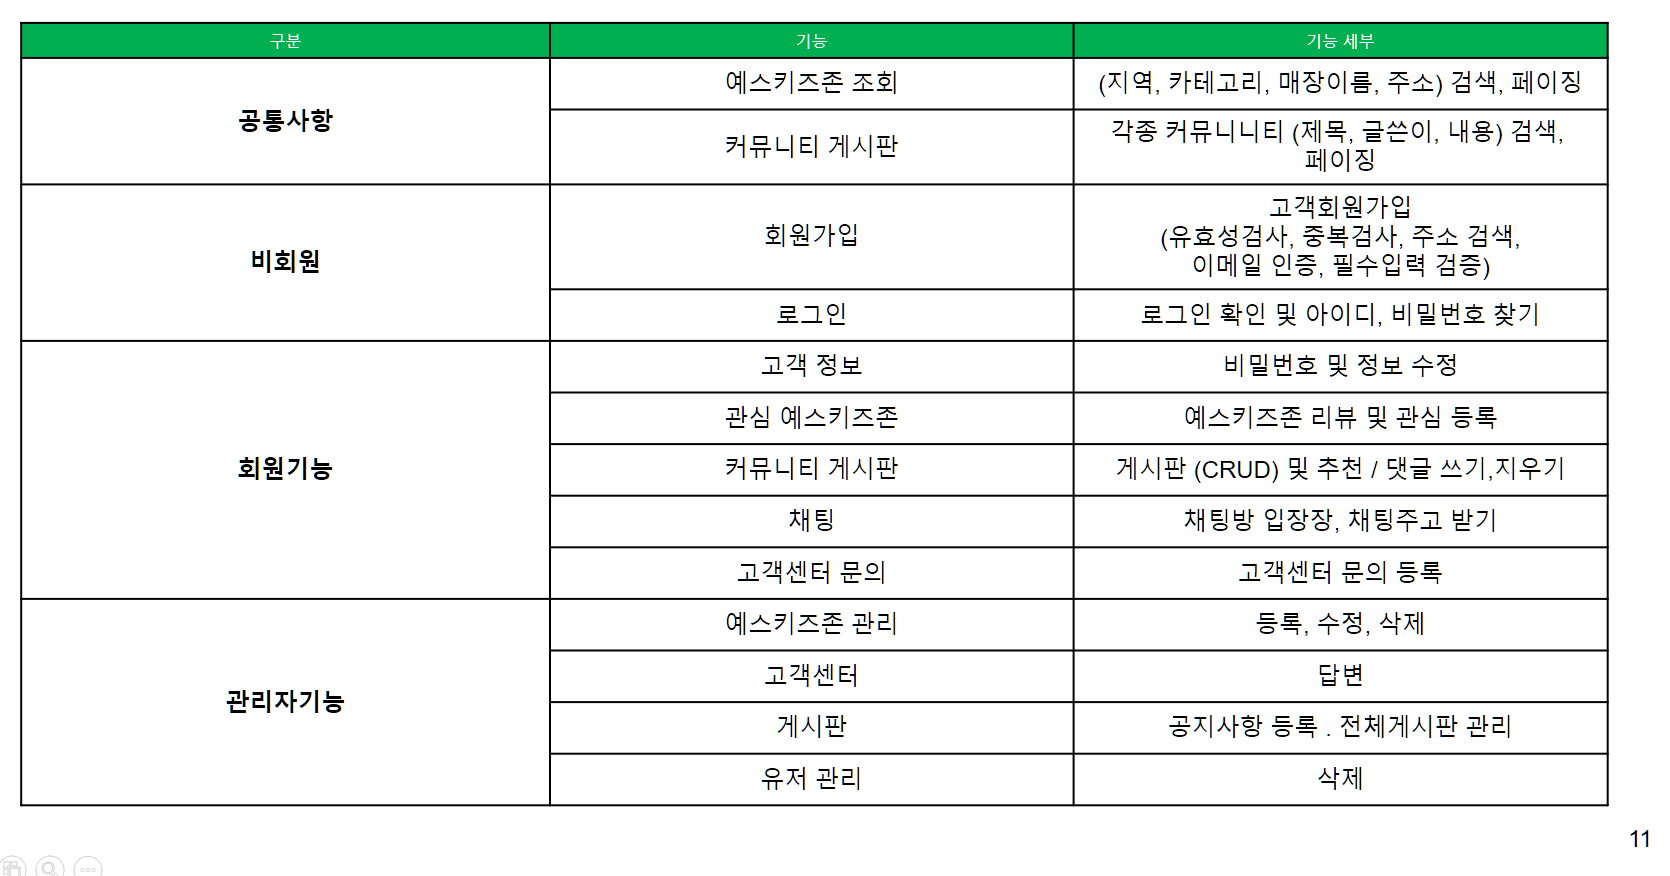 구분 기능 기능 세부
공통사항
예스키즈존 조회
(지역, 카테고리, 매장이름, 주소) 검색, 페이징
커뮤니티 게시판
각종 커뮤니니티 (제목, 글쓴이, 내용) 검색,
페이징
비회원
회원가입
고객회원가입
(유효성검사, 중복검사, 주소 검색,
이메일 인증, 필수입력 검증)
로그인
로그인 확인 및 아이디, 비밀번호 찾기
회원기능
고객 정보
비밀번호 및 정보 수정
관심 예스키즈존
예스키즈존 리뷰 및 관심 등록
커뮤니티 게시판
게시판 (CRUD) 및 추천 / 댓글 쓰기,지우기
채팅
채팅방 입장장, 채팅주고 받기
고객센터 문의
고객센터 문의 등록
관리자기능
예스키즈존 관리
등록, 수정, 삭제
고객센터
답변
게시판
공지사항 등록 . 전체게시판 관리
유저 관리
삭제
11